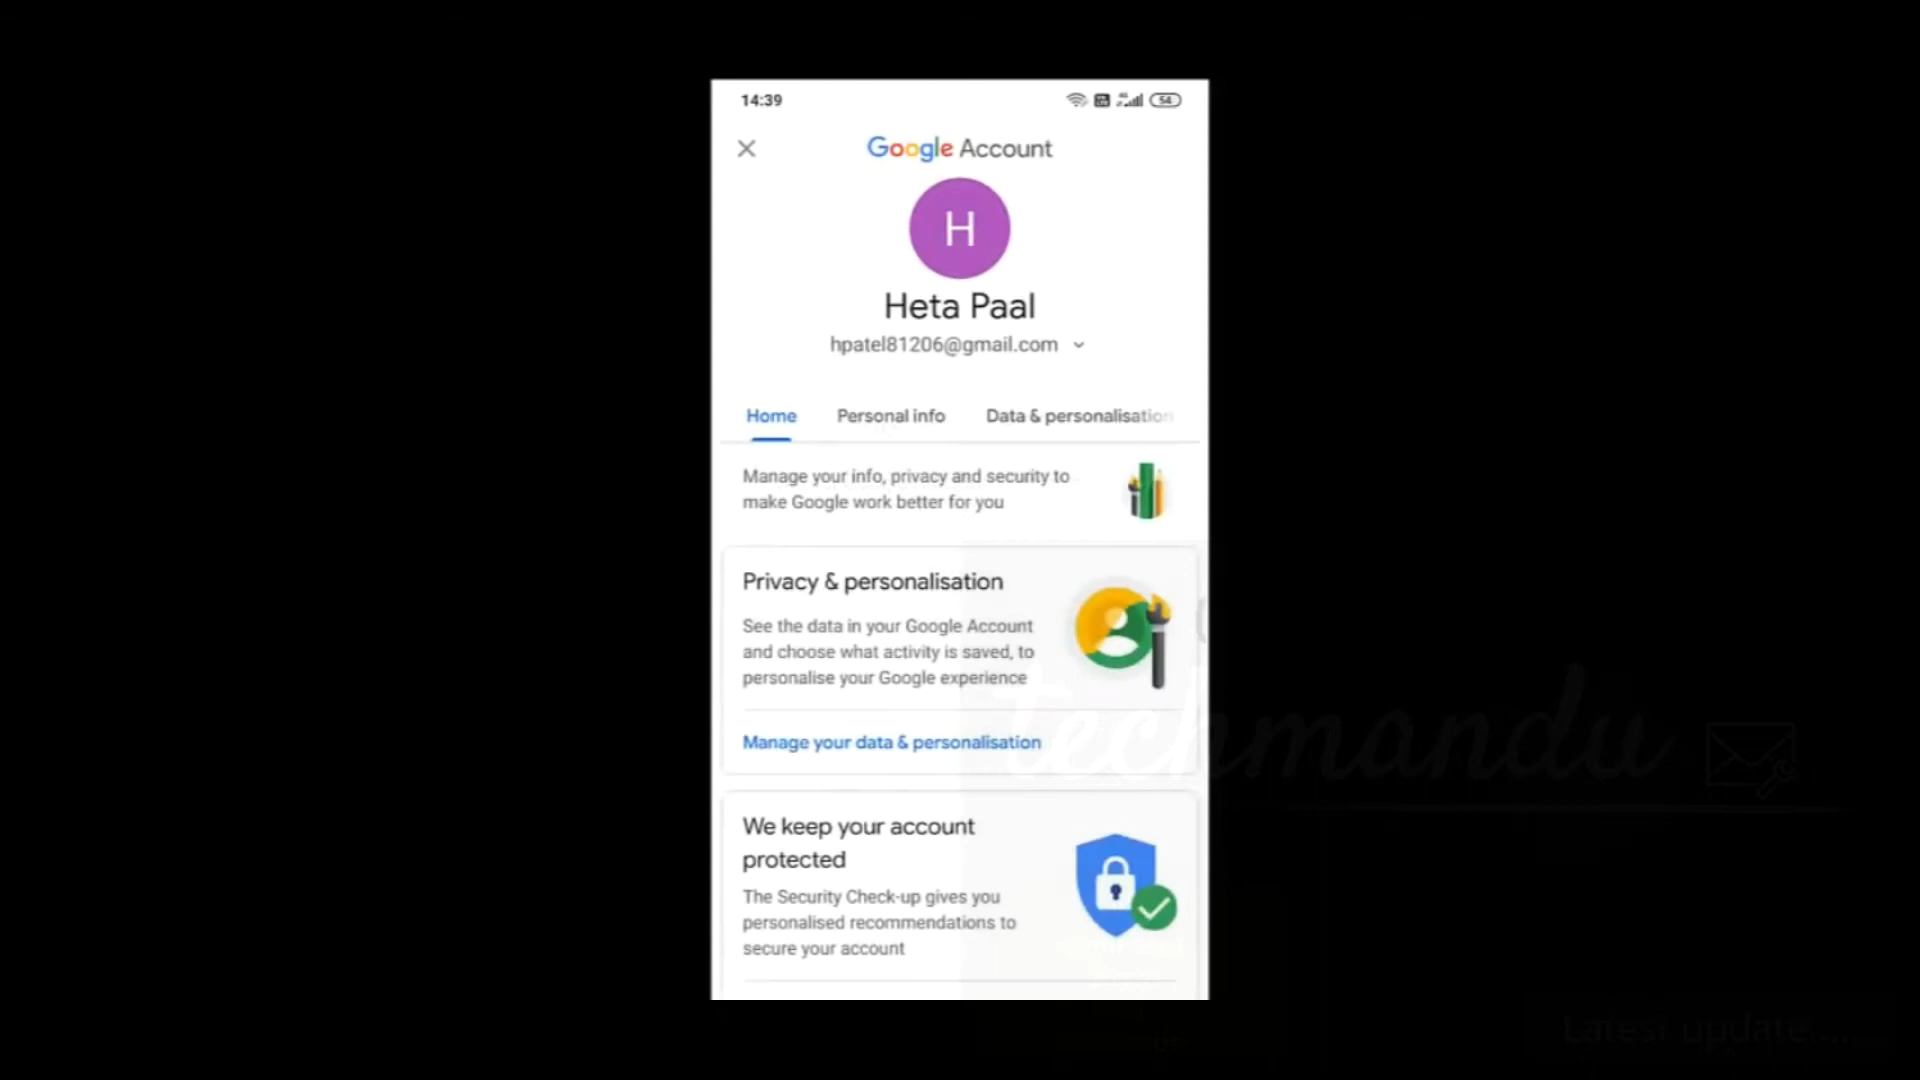 14:39
54
Google Account
H
Heta Paal
hpatel81206@gmail.com
Home Personal info Data & personalisation
Manage your info, privacy and security to
make Google work better for you
Privacy & personalisation
See the data in your Google Account
and choose what activity is saved, to
personalise your Google experience
Manage your data & personalisation
techmandu
We keep your account
protected
The Security Check-up gives you
personalised recommendations to
secure your account
Latest update......